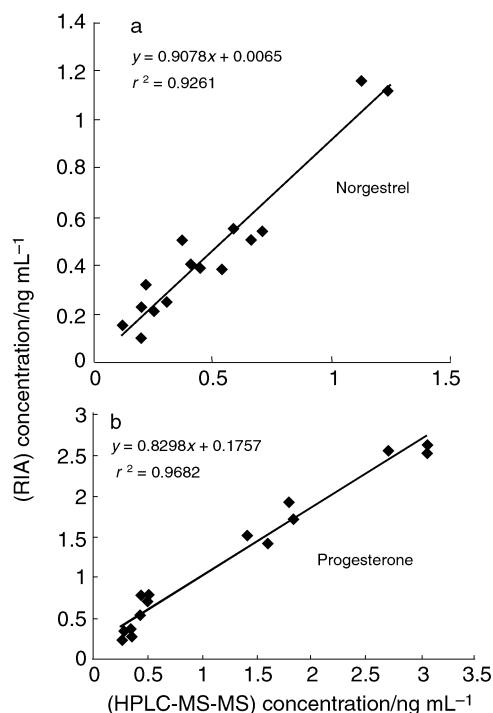 a
y = 0.9078x + 0.0065
r² = 0.9261
Norgestrel
1.4
1.2
1
0.8
0.6
0.4
0.2
0
0 0.5 1 1.5
(RIA) concentration/ng mL⁻¹
b
y = 0.8298x + 0.1757
r² = 0.9682
Progesterone
3
2.5
2
1.5
1
0.5
0
0 0.5 1 1.5 2 2.5 3 3.5
(HPLC-MS-MS) concentration/ng mL⁻¹